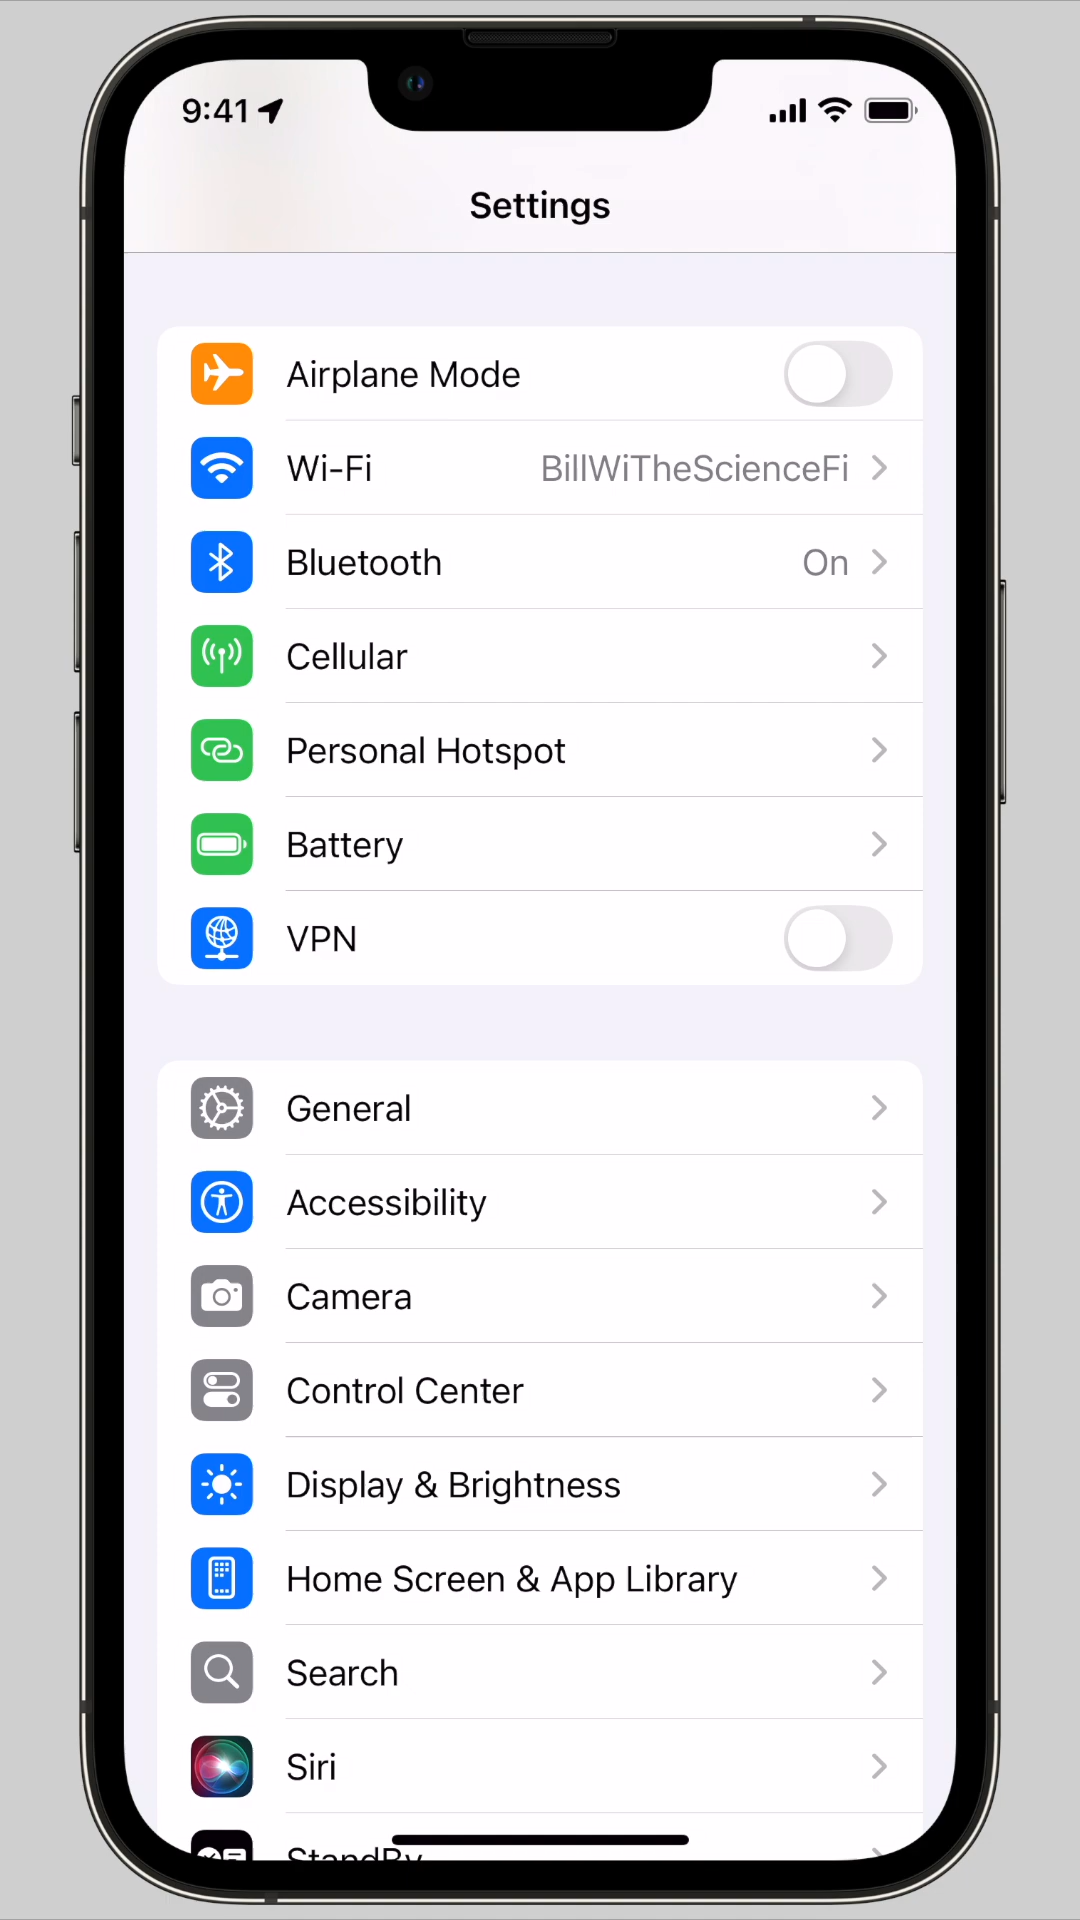 9:41
Settings
Airplane Mode
Wi-Fi BillWiTheScienceFi
Bluetooth On
Cellular
Personal Hotspot
Battery
VPN
General
Accessibility
Camera
Control Center
Display & Brightness
Home Screen & App Library
Search
Siri
StandBy